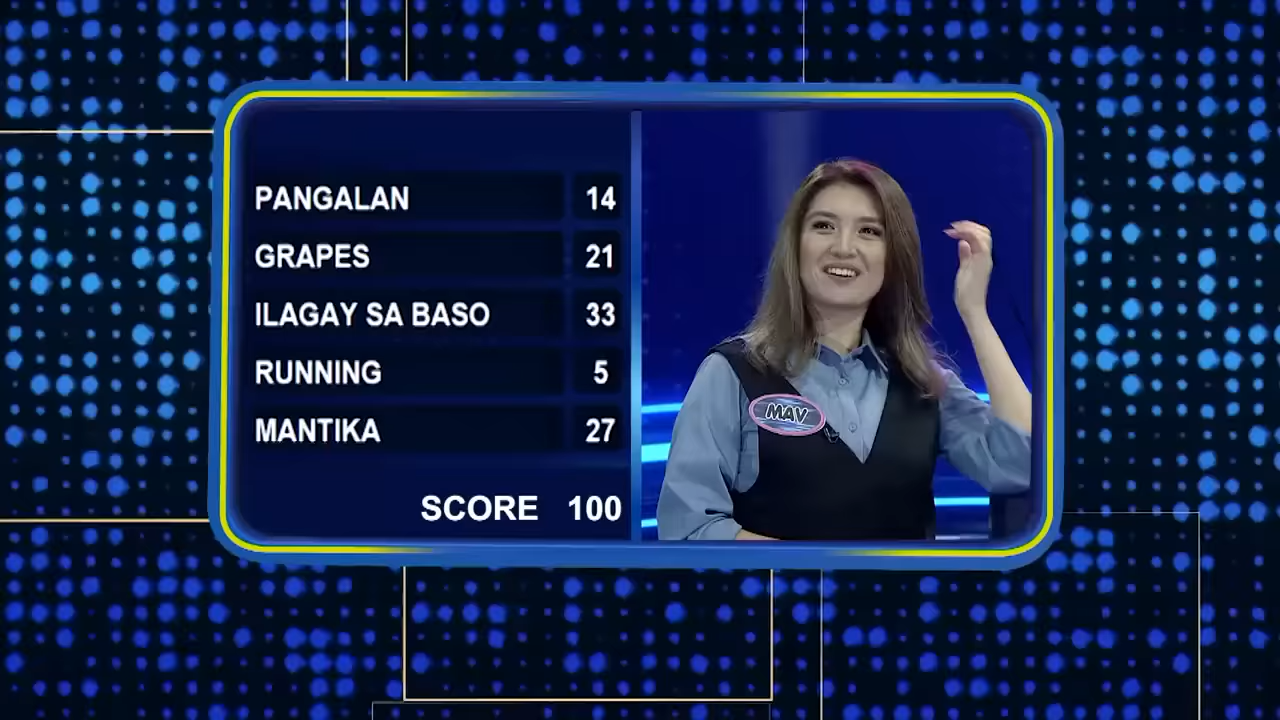 PANGALAN 14
GRAPES 21
ILAGAY SA BASO 33
RUNNING 5
MANTIKA 27
SCORE 100
MAV